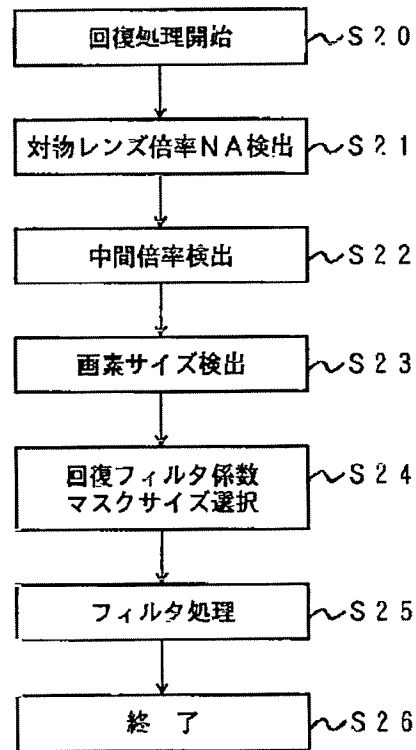 回復処理開始 S20
対物レンズ倍率NA検出 S21
中間倍率検出 S22
画素サイズ検出 S23
回復フィルタ係数 S24
マスクサイズ選択
フィルタ処理 S25
終 了 S26